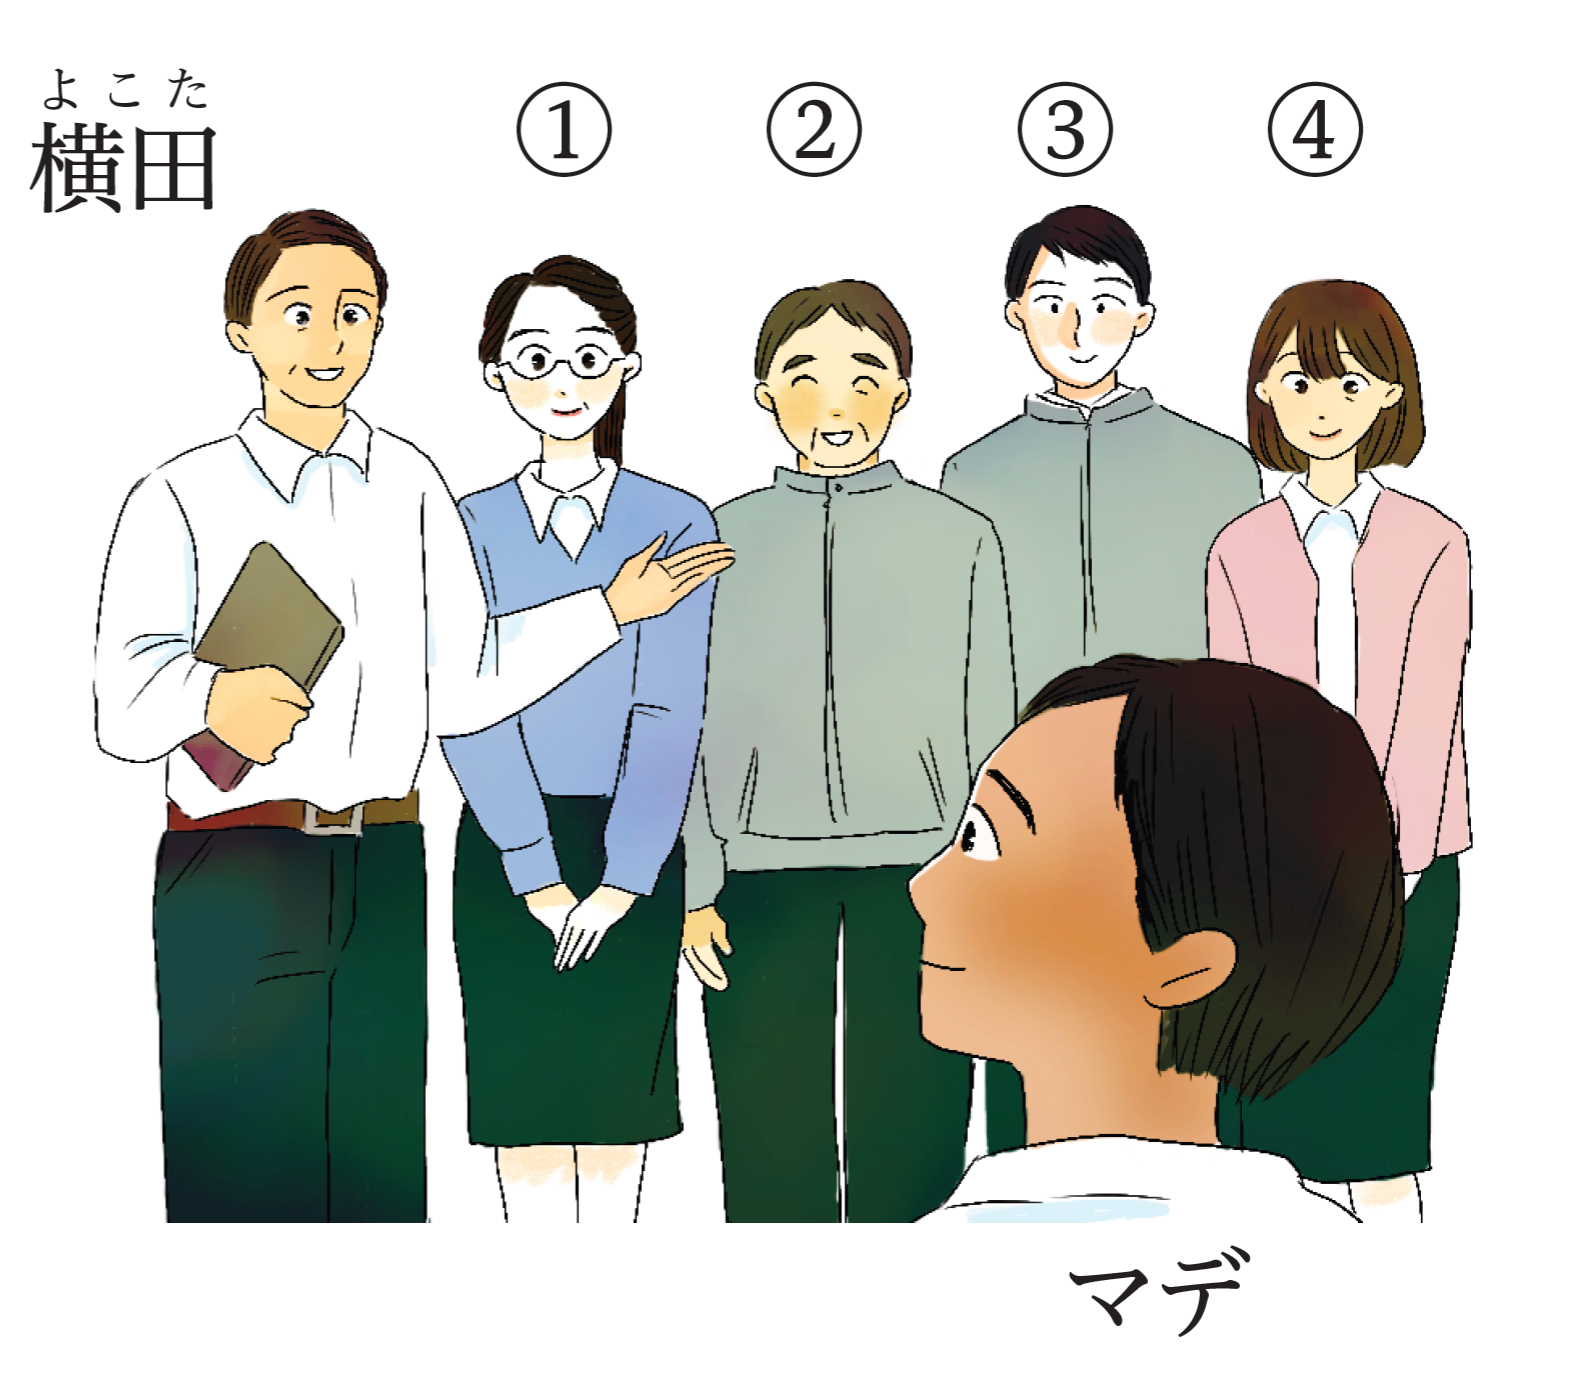 よこた
横田
① ② ③ ④
マデ